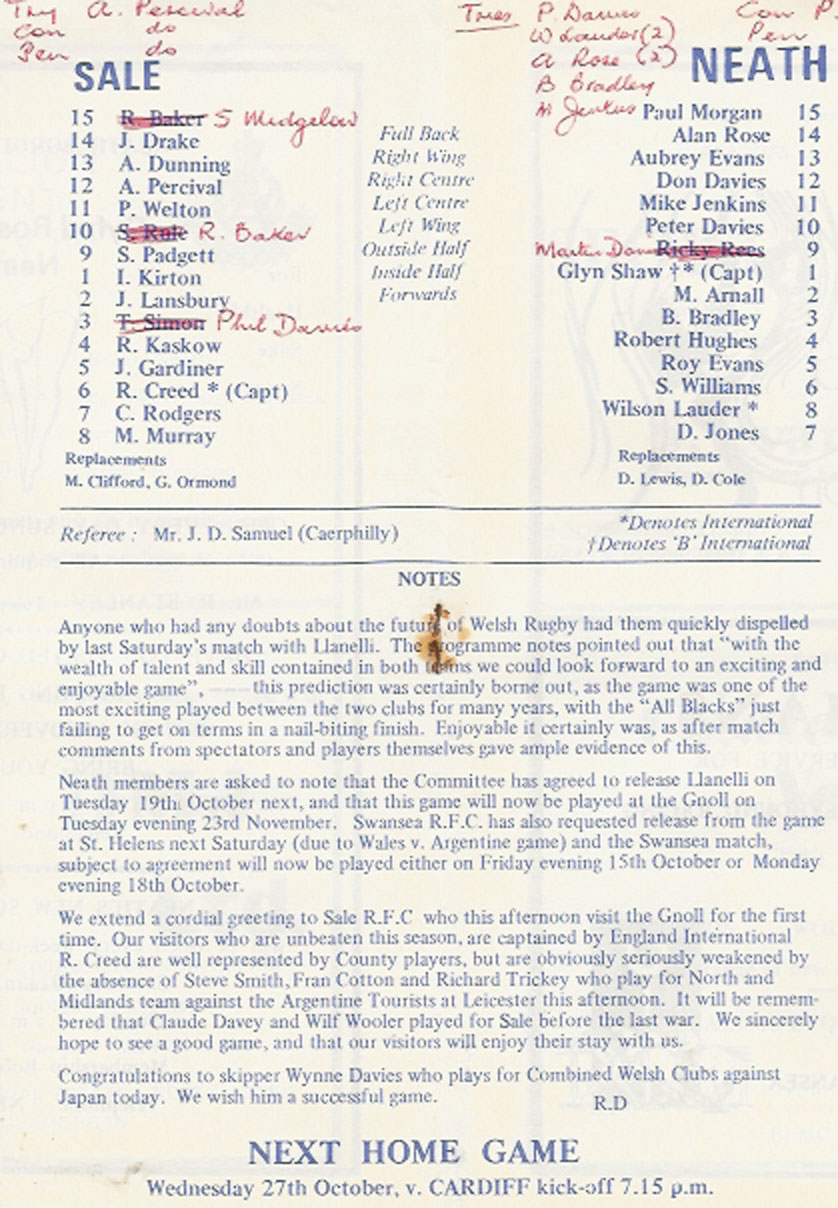 Try A. Percival
Con do
Pen do
Tries P. Davies
W Lauder (2)
A Rose (2)
B Bradley
M Jenkins
Con P.
Pen
SALE
NEATH
15 R. Baker S Midgelow Full Back Paul Morgan 15
14 J. Drake Right Wing Alan Rose 14
13 A. Dunning Right Centre Aubrey Evans 13
12 A. Percival Left Centre Don Davies 12
11 P. Welton Left Wing Mike Jenkins 11
10 S. Rule R. Baker Outside Half Peter Davies 10
9 S. Padgett Inside Half Martin Ricky Rees 9
1 I. Kirton Forwards Glyn Shaw †* (Capt) 1
2 J. Lansbury M. Arnall 2
3 T. Simon Phil Davies B. Bradley 3
4 R. Kaskow Robert Hughes 4
5 J. Gardiner Roy Evans 5
6 R. Creed * (Capt) S. Williams 6
7 C. Rodgers Wilson Lauder * 8
8 M. Murray D. Jones 7
Replacements Replacements
M. Clifford, G. Ormond D. Lewis, D. Cole
Referee : Mr. J. D. Samuel (Caerphilly)
*Denotes International
†Denotes 'B' International
NOTES
Anyone who had any doubts about the future of Welsh Rugby had them quickly dispelled
by last Saturday's match with Llanelli. The programme notes pointed out that "with the
wealth of talent and skill contained in both teams we could look forward to an exciting and
enjoyable game", —— this prediction was certainly borne out, as the game was one of the
most exciting played between the two clubs for many years, with the "All Blacks" just
failing to get on terms in a nail-biting finish. Enjoyable it certainly was, as after match
comments from spectators and players themselves gave ample evidence of this.
Neath members are asked to note that the Committee has agreed to release Llanelli on
Tuesday 19th October next, and that this game will now be played at the Gnoll on
Tuesday evening 23rd November. Swansea R.F.C. has also requested release from the game
at St. Helens next Saturday (due to Wales v. Argentine game) and the Swansea match,
subject to agreement will now be played either on Friday evening 15th October or Monday
evening 18th October.
We extend a cordial greeting to Sale R.F.C who this afternoon visit the Gnoll for the first
time. Our visitors who are unbeaten this season, are captained by England International
R. Creed are well represented by County players, but are obviously seriously weakened by
the absence of Steve Smith, Fran Cotton and Richard Trickey who play for North and
Midlands team against the Argentine Tourists at Leicester this afternoon. It will be remem-
bered that Claude Davey and Wilf Wooler played for Sale before the last war. We sincerely
hope to see a good game, and that our visitors will enjoy their stay with us.
Congratulations to skipper Wynne Davies who plays for Combined Welsh Clubs against
Japan today. We wish him a successful game.
R.D
NEXT HOME GAME
Wednesday 27th October, v. CARDIFF kick-off 7.15 p.m.